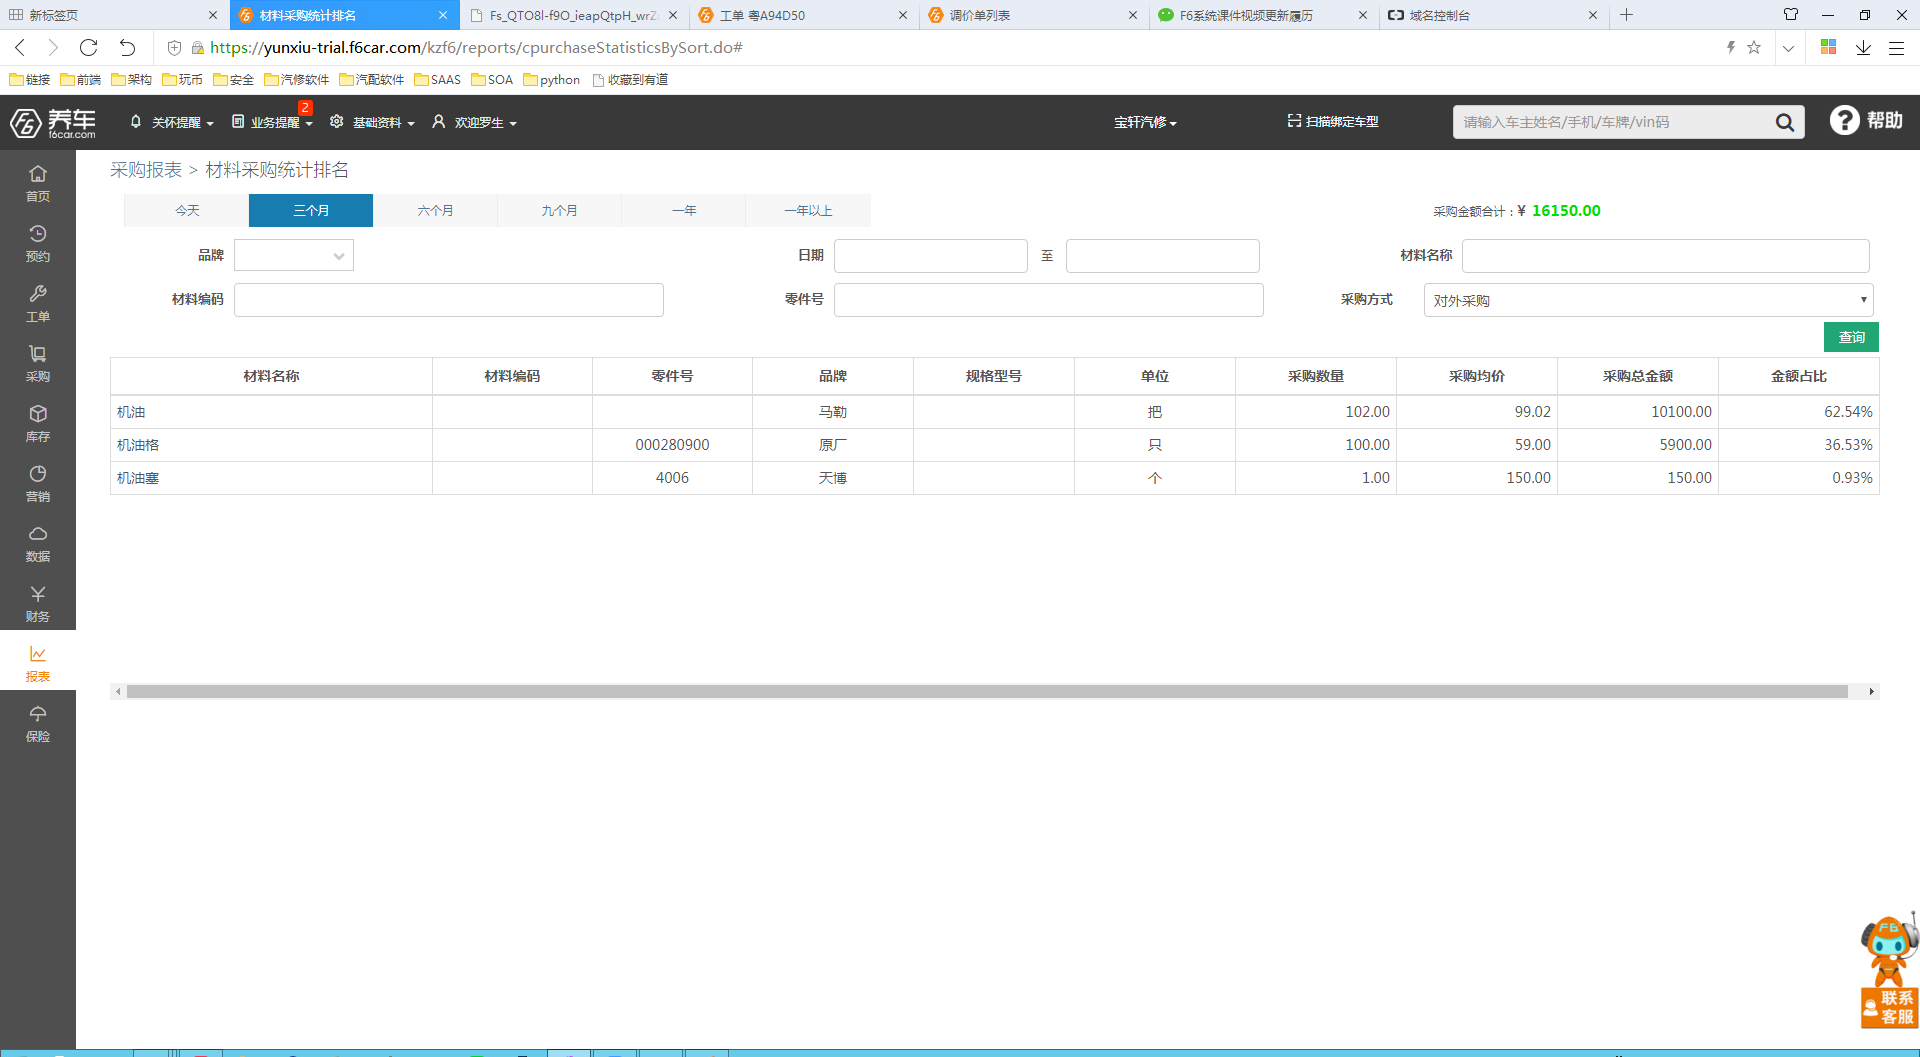 新标签页
材料采购统计排名
Fs_QTO8l-f9O_ieapQtpH_wrZ
工单 粤A94D50
调价单列表
F6系统课件视频更新履历
域名控制台
https://yunxiu-trial.f6car.com/kzf6/reports/cpurchaseStatisticsBySort.do#
链接 前端 架构 玩币 安全 汽修软件 汽配软件 SAAS SOA python 收藏到有道
养车
f6car.com
关怀提醒
业务提醒
2
基础资料
欢迎罗生
宝轩汽修
扫描绑定车型
请输入车主姓名/手机/车牌/vin码
? 帮助
首页
预约
工单
采购
库存
营销
数据
财务
报表
保险
采购报表 > 材料采购统计排名
今天 三个月 六个月 九个月 一年 一年以上
采购金额合计：¥ 16150.00
品牌 日期 至 材料名称
材料编码 零件号 采购方式 对外采购
查询
材料名称 材料编码 零件号 品牌 规格型号 单位 采购数量 采购均价 采购总金额 金额占比
机油 马勒 把 102.00 99.02 10100.00 62.54%
机油格 000280900 原厂 只 100.00 59.00 5900.00 36.53%
机油塞 4006 天博 个 1.00 150.00 150.00 0.93%
F6
联系
客服